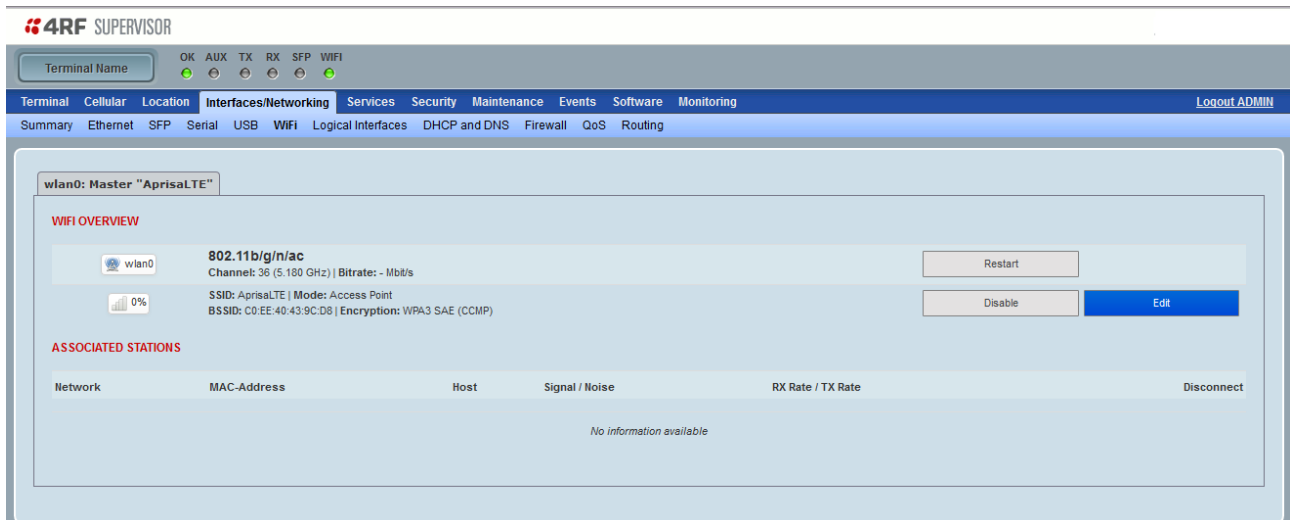 4RF SUPERVISOR
Terminal Name OK AUX TX RX SFP WIFI
Terminal Cellular Location Interfaces/Networking Services Security Maintenance Events Software Monitoring Logout ADMIN
Summary Ethernet SFP Serial USB WiFi Logical Interfaces DHCP and DNS Firewall QoS Routing
wlan0: Master "AprisaLTE"
WIFI OVERVIEW
wlan0 802.11b/g/n/ac Restart
Channel: 36 (5.180 GHz) | Bitrate: - Mbit/s
0% SSID: AprisaLTE | Mode: Access Point Disable Edit
BSSID: C0:EE:40:43:9C:D8 | Encryption: WPA3 SAE (CCMP)
ASSOCIATED STATIONS
Network MAC-Address Host Signal / Noise RX Rate / TX Rate Disconnect
No information available